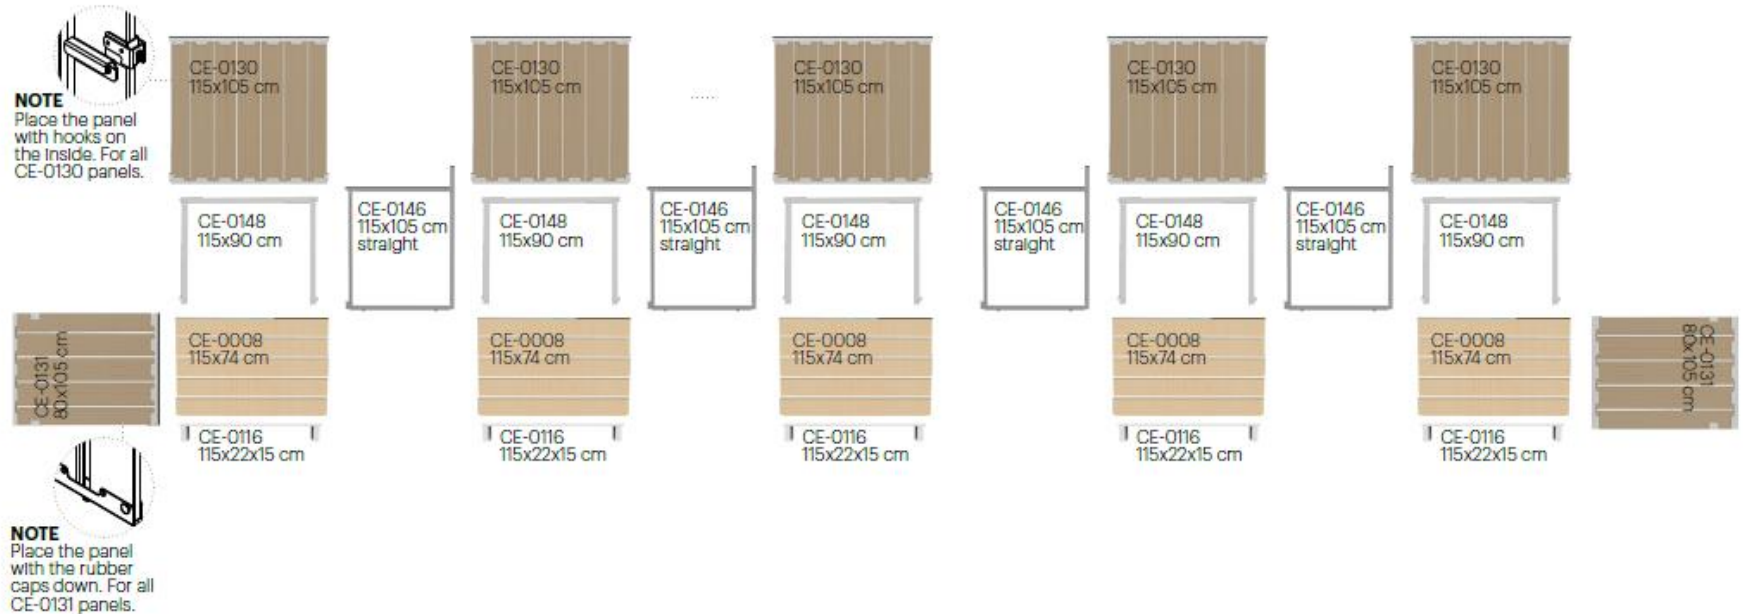 CE-0130
115x105 cm
CE-0130
115x105 cm
CE-0130
115x105 cm
CE-0130
115x105 cm
CE-0130
115x105 cm
NOTE
Place the panel
with hooks on
the inside. For all
CE-0130 panels.
CE-0148
115x90 cm
CE-0146
115x105 cm
straight
CE-0148
115x90 cm
CE-0146
115x105 cm
straight
CE-0148
115x90 cm
CE-0146
115x105 cm
straight
CE-0148
115x90 cm
CE-0146
115x105 cm
straight
CE-0148
115x90 cm
CE-0131
80x105 cm
CE-0008
115x74 cm
CE-0008
115x74 cm
CE-0008
115x74 cm
CE-0008
115x74 cm
CE-0008
115x74 cm
CE-0131
80x105 cm
CE-0116
115x22x15 cm
CE-0116
115x22x15 cm
CE-0116
115x22x15 cm
CE-0116
115x22x15 cm
CE-0116
115x22x15 cm
NOTE
Place the panel
with the rubber
caps down. For all
CE-0131 panels.